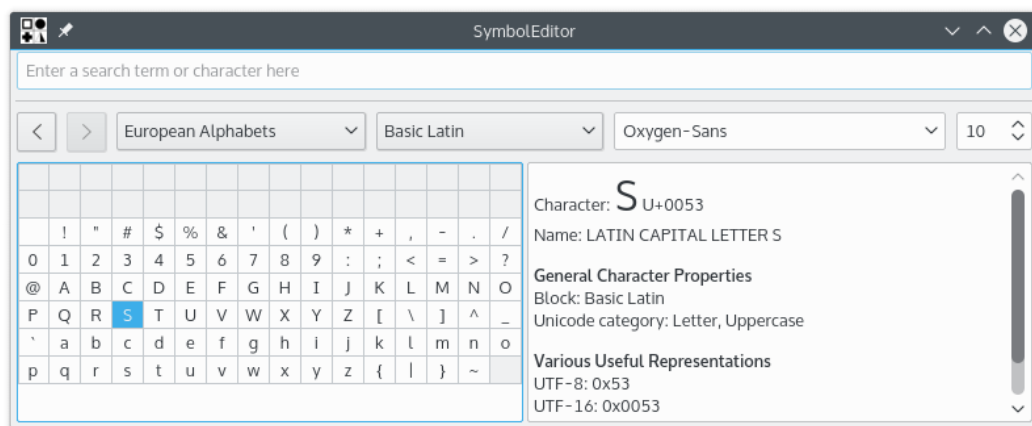 SymbolEditor
Enter a search term or character here
European Alphabets Basic Latin Oxygen-Sans 10
! " # $ % & ' ( ) * + , - . /
0 1 2 3 4 5 6 7 8 9 : ; < = > ?
@ A B C D E F G H I J K L M N O
P Q R S T U V W X Y Z [ \ ] ^ _
` a b c d e f g h i j k l m n o
p q r s t u v w x y z { | } ~
Character: S U+0053
Name: LATIN CAPITAL LETTER S
General Character Properties
Block: Basic Latin
Unicode category: Letter, Uppercase
Various Useful Representations
UTF-8: 0x53
UTF-16: 0x0053